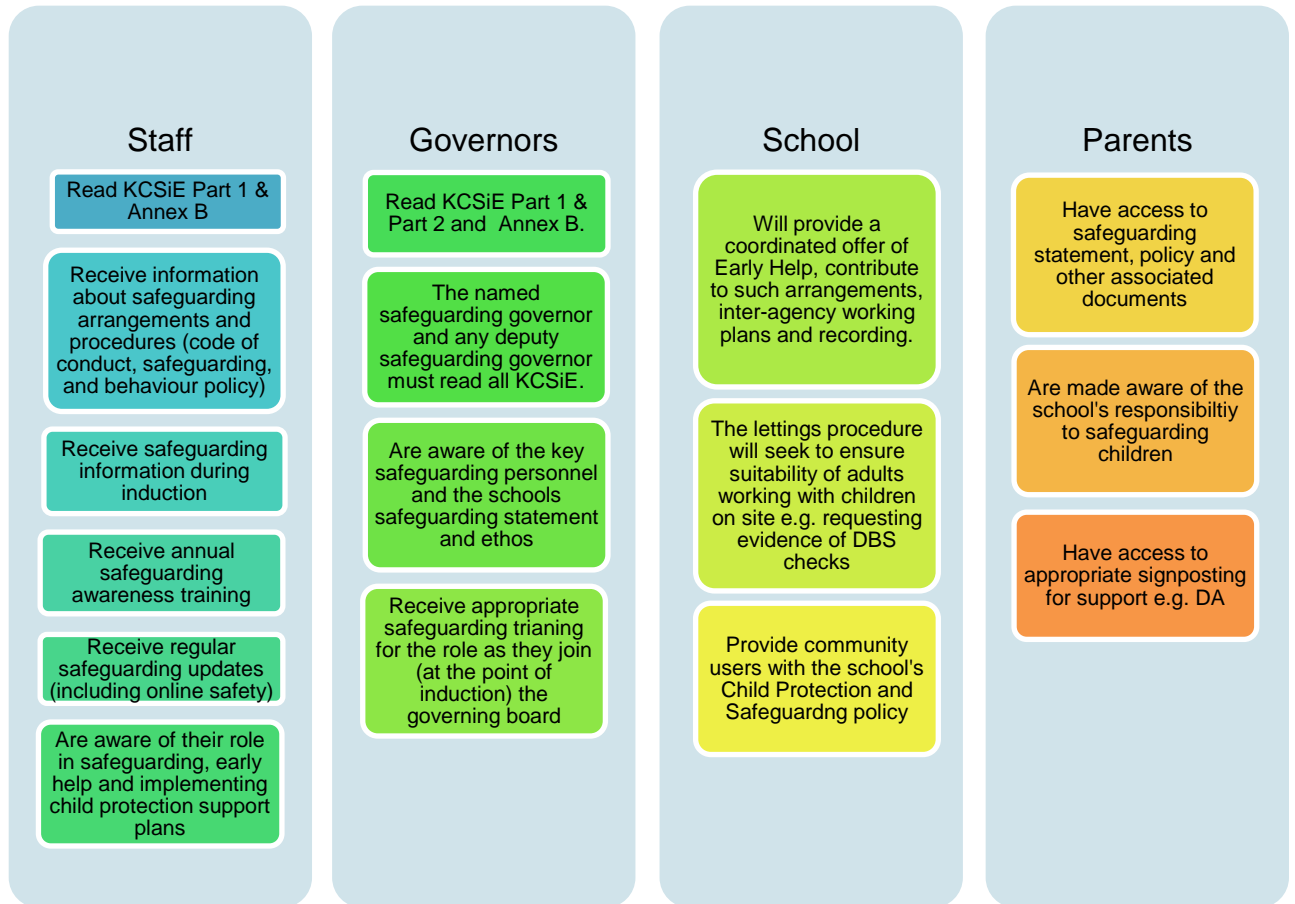 Staff
Read KCSiE Part 1 &
Annex B
Receive information
about safeguarding
arrangements and
procedures (code of
conduct, safeguarding,
and behaviour policy)
Receive safeguarding
information during
induction
Receive annual
safeguarding
awareness training
Receive regular
safeguarding updates
(including online safety)
Are aware of their role
in safeguarding, early
help and implementing
child protection support
plans
Governors
Read KCSiE Part 1 &
Part 2 and Annex B.
The named
safeguarding governor
and any deputy
safeguarding governor
must read all KCSiE.
Are aware of the key
safeguarding personnel
and the schools
safeguarding statement
and ethos
Receive appropriate
safeguarding trianing
for the role as they join
(at the point of
induction) the
governing board
School
Will provide a
coordinated offer of
Early Help, contribute
to such arrangements,
inter-agency working
plans and recording.
The lettings procedure
will seek to ensure
suitability of adults
working with children
on site e.g. requesting
evidence of DBS
checks
Provide community
users with the school's
Child Protection and
Safeguardng policy
Parents
Have access to
safeguarding
statement, policy and
other associated
documents
Are made aware of the
school's responsibiltiy
to safeguarding
children
Have access to
appropriate signposting
for support e.g. DA